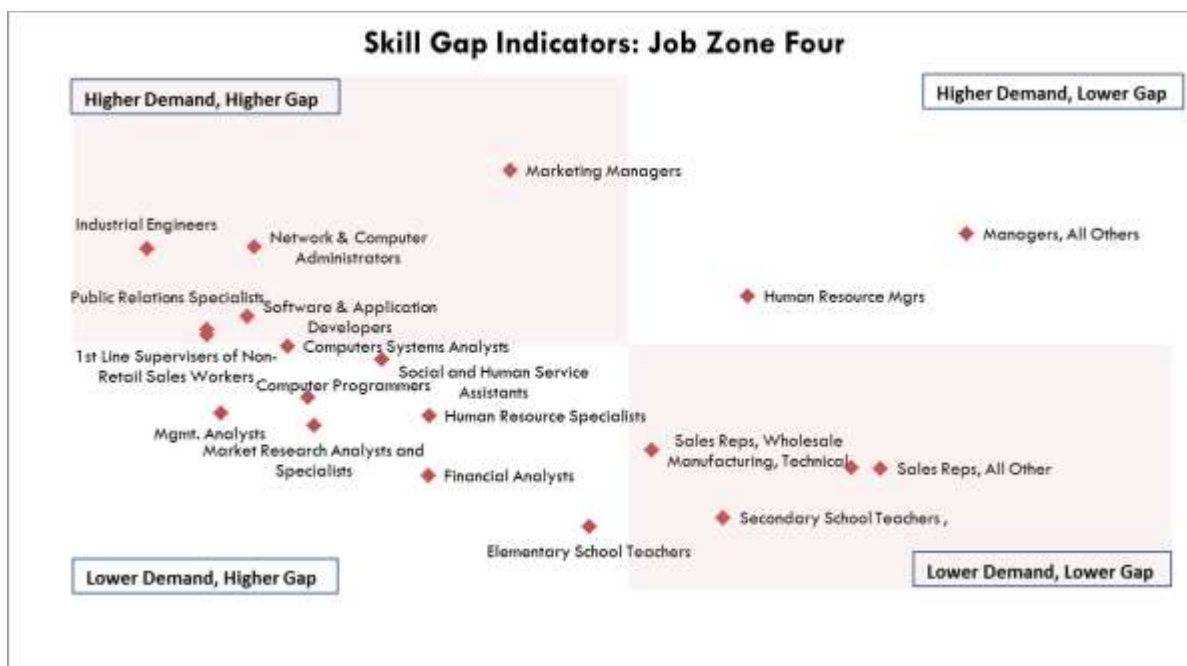 Skill Gap Indicators: Job Zone Four
Higher Demand, Higher Gap
Higher Demand, Lower Gap
Marketing Managers
Industrial Engineers
Network & Computer
Administrators
Managers, All Others
Public Relations Specialists
Software & Application
Developers
Human Resource Mgrs
1st Line Supervisers of Non-
Retail Sales Workers
Computers Systems Analysts
Social and Human Service
Assistants
Computer Programmers
Human Resource Specialists
Mgmt. Analysts
Market Research Analysts and
Specialists
Sales Reps, Wholesale
Manufacturing, Technical
Sales Reps, All Other
Financial Analysts
Secondary School Teachers ,
Elementary School Teachers
Lower Demand, Higher Gap
Lower Demand, Lower Gap